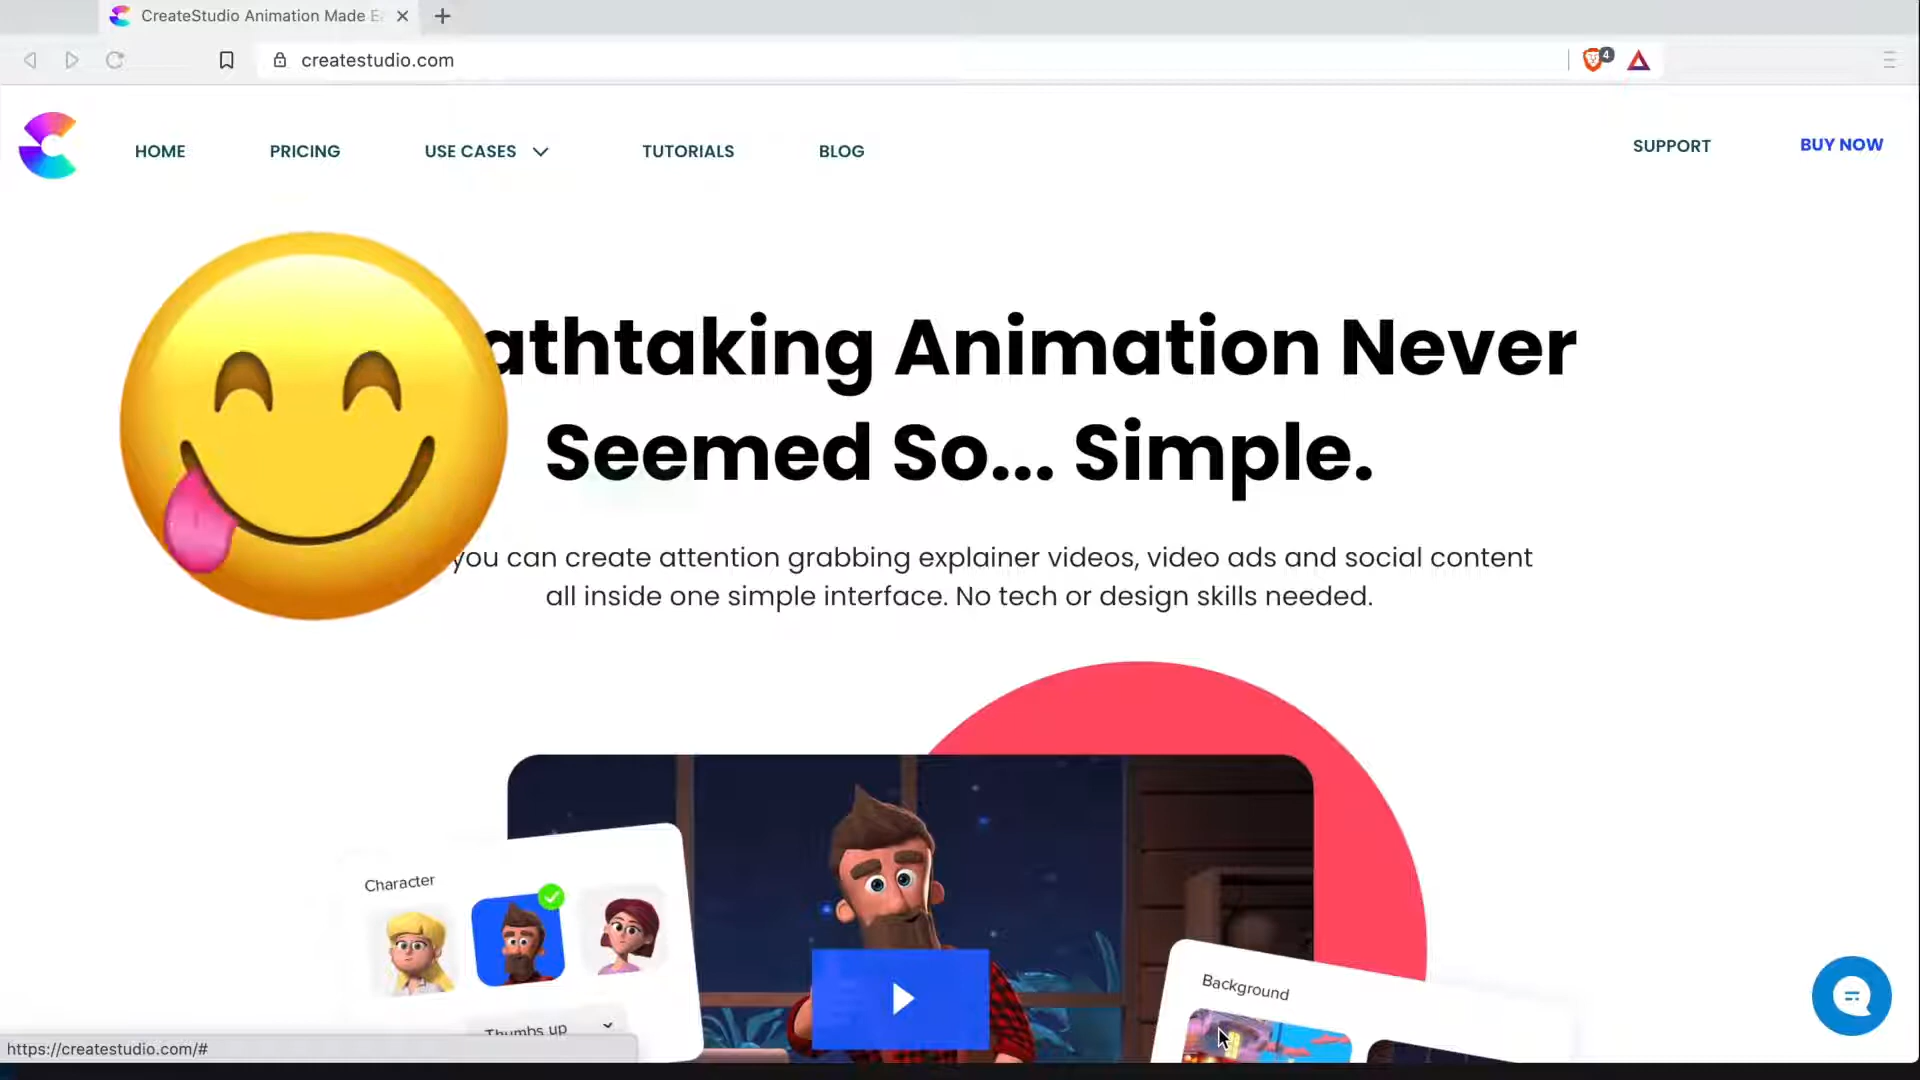 CreateStudio Animation Made E
createstudio.com
4
HOME
PRICING
USE CASES
TUTORIALS
BLOG
SUPPORT
BUY NOW
athtaking Animation Never
Seemed So... Simple.
you can create attention grabbing explainer videos, video ads and social content
all inside one simple interface. No tech or design skills needed.
Character
Thumbs up
Background
https://createstudio.com/#